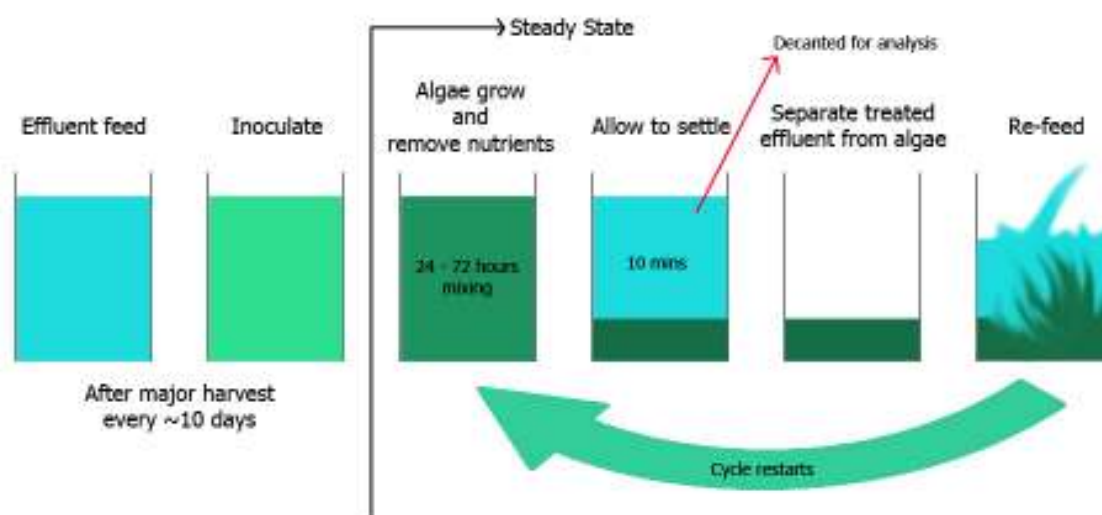 Steady State
Decanted for analysis
Effluent feed
Inoculate
Algae grow
and
remove nutrients
Allow to settle
Separate treated
effluent from algae
Re-feed
24 - 72 hours
mixing
10 mins
After major harvest
every ~10 days
Cycle restarts